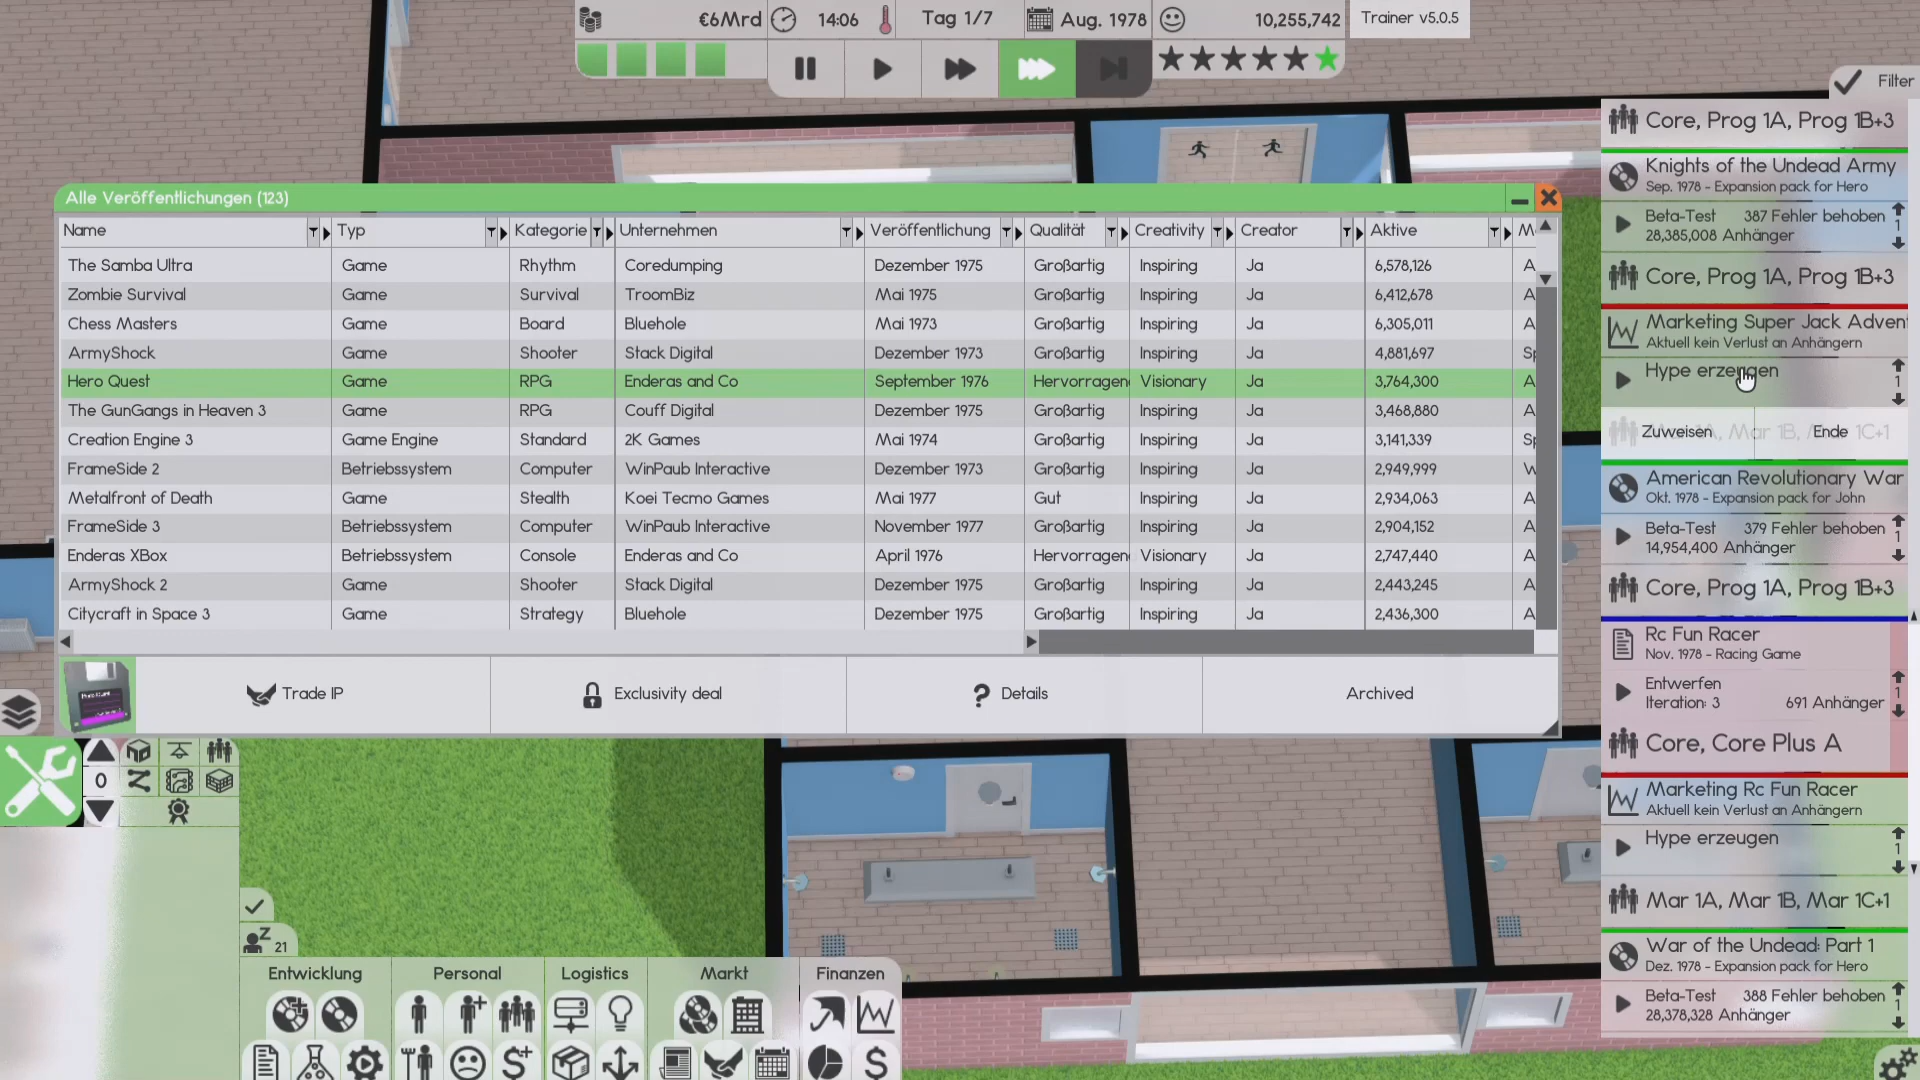 €6Mrd
14:06
Tag 1/7
Aug. 1978
10,255,742
Trainer v5.0.5
Filter
Alle Veröffentlichungen (123)
Name Typ Kategorie Unternehmen Veröffentlichung Qualität Creativity Creator Aktive
The Samba Ultra Game Rhythm Coredumping Dezember 1975 Großartig Inspiring Ja 6,578,126 A
Zombie Survival Game Survival TroomBiz Mai 1975 Großartig Inspiring Ja 6,412,678 A
Chess Masters Game Board Bluehole Mai 1973 Großartig Inspiring Ja 6,305,011 A
ArmyShock Game Shooter Stack Digital Dezember 1973 Großartig Inspiring Ja 4,881,697 Sp
Hero Quest Game RPG Enderas and Co September 1976 Hervorragen Visionary Ja 3,764,300 A
The GunGangs in Heaven 3 Game RPG Couff Digital Dezember 1975 Großartig Inspiring Ja 3,468,880 A
Creation Engine 3 Game Engine Standard 2K Games Mai 1974 Großartig Inspiring Ja 3,141,339 Sp
FrameSide 2 Betriebssystem Computer WinPaub Interactive Dezember 1973 Großartig Inspiring Ja 2,949,999 W
Metalfront of Death Game Stealth Koei Tecmo Games Mai 1977 Gut Inspiring Ja 2,934,063 A
FrameSide 3 Betriebssystem Computer WinPaub Interactive November 1977 Großartig Inspiring Ja 2,904,152 A
Enderas XBox Betriebssystem Console Enderas and Co April 1976 Hervorragen Visionary Ja 2,747,440 A
ArmyShock 2 Game Shooter Stack Digital Dezember 1975 Großartig Inspiring Ja 2,443,245 A
Citycraft in Space 3 Game Strategy Bluehole Dezember 1975 Großartig Inspiring Ja 2,436,300 A
Trade IP
Exclusivity deal
? Details
Archived
Core, Prog 1A, Prog 1B+3
Knights of the Undead Army
Sep. 1978 - Expansion pack for Hero
Beta-Test 387 Fehler behoben
28,385,008 Anhänger
1
Core, Prog 1A, Prog 1B+3
Marketing Super Jack Advent
Aktuell kein Verlust an Anhängern
Hype erzeugen
1
Zuweisen Ende
American Revolutionary War
Okt. 1978 - Expansion pack for John
Beta-Test 379 Fehler behoben
14,954,400 Anhänger
1
Core, Prog 1A, Prog 1B+3
Rc Fun Racer
Nov. 1978 - Racing Game
Entwerfen
Iteration: 3 691 Anhänger
1
Core, Core Plus A
Marketing Rc Fun Racer
Aktuell kein Verlust an Anhängern
Hype erzeugen
1
Mar 1A, Mar 1B, Mar 1C+1
War of the Undead: Part 1
Dez. 1978 - Expansion pack for Hero
Beta-Test 388 Fehler behoben
28,378,328 Anhänger
1
0
21
Entwicklung
Personal
Logistics
Markt
Finanzen